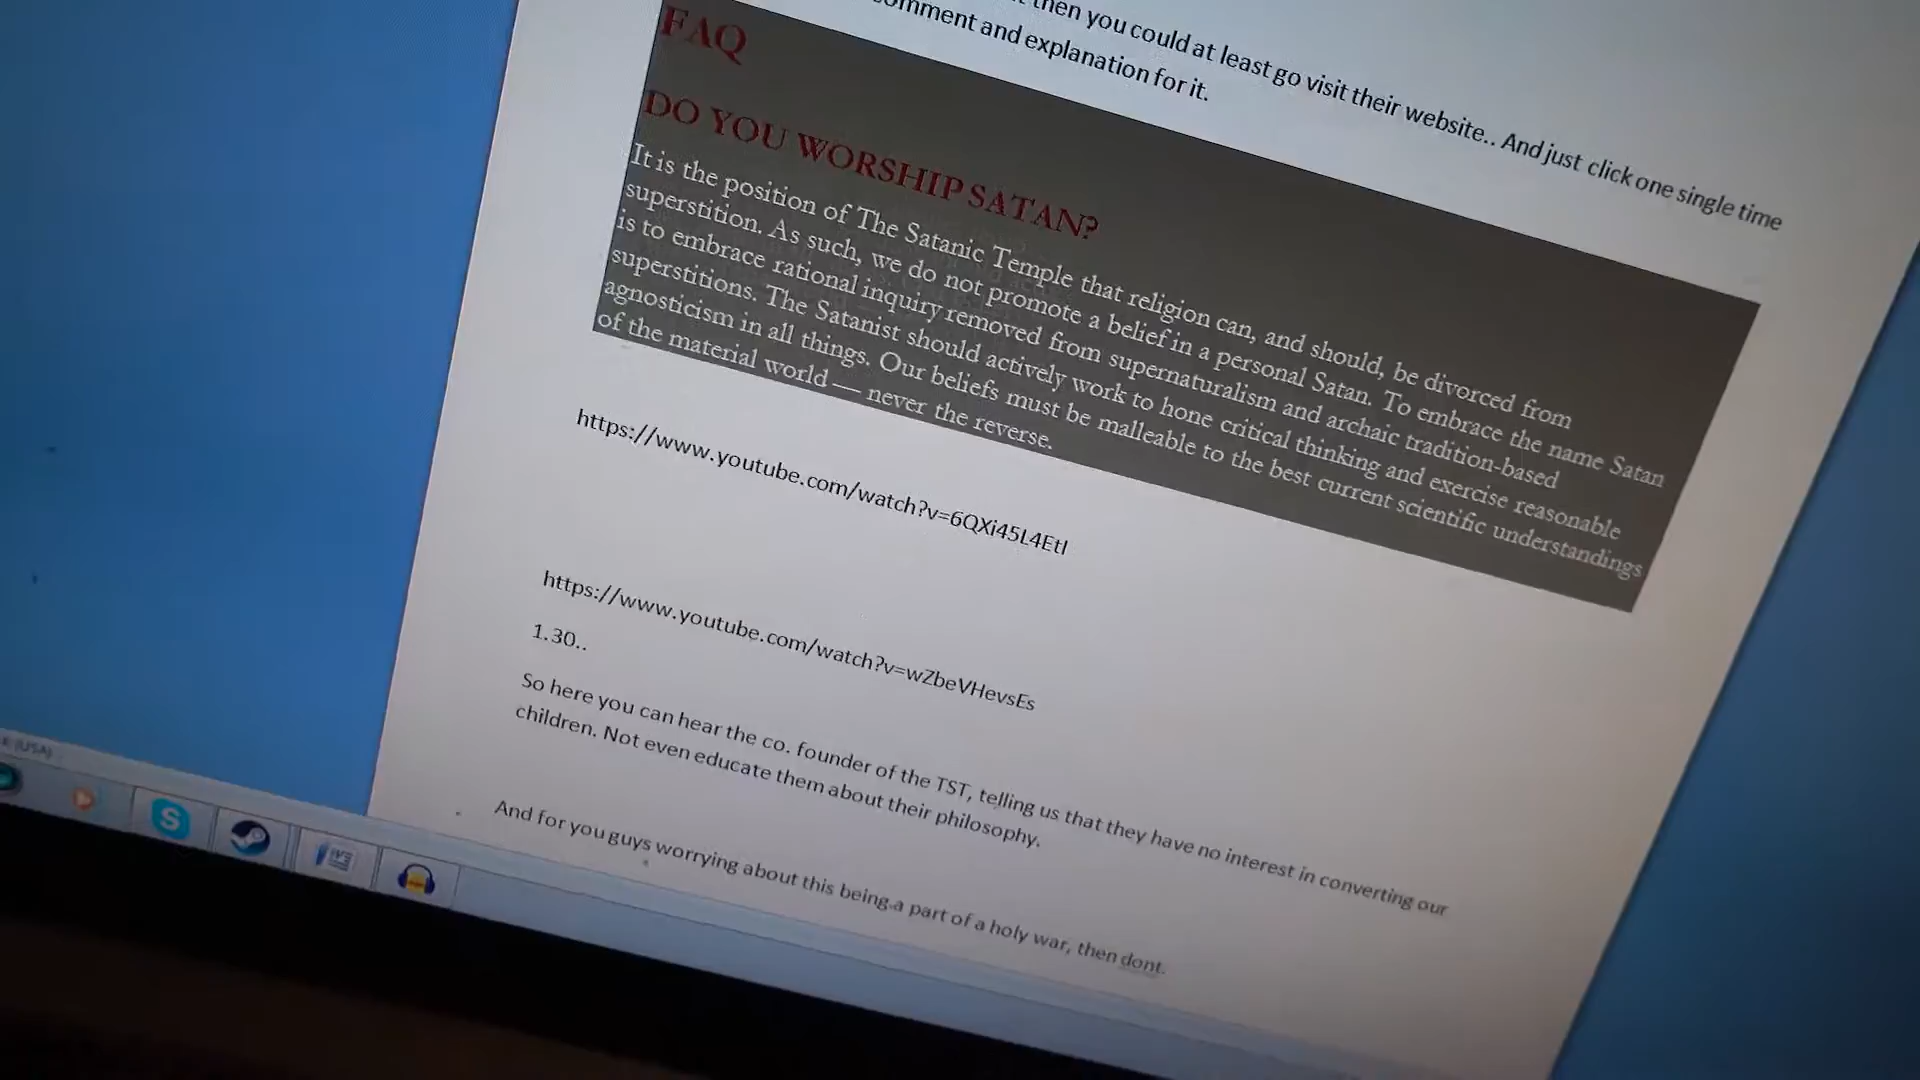 then you could at least go visit their website.. And just click one single time
comment and explanation for it.
FAQ
DO YOU WORSHIP SATAN?
It is the position of The Satanic Temple that religion can, and should, be divorced from
superstition. As such, we do not promote a belief in a personal Satan. To embrace the name Satan
is to embrace rational inquiry removed from supernaturalism and archaic tradition-based
superstitions. The Satanist should actively work to hone critical thinking and exercise reasonable
agnosticism in all things. Our beliefs must be malleable to the best current scientific understandings
of the material world — never the reverse.
https://www.youtube.com/watch?v=6QXi45L4EtI
https://www.youtube.com/watch?v=wZbeVHevsEs
1.30..
So here you can hear the co. founder of the TST, telling us that they have no interest in converting our
children. Not even educate them about their philosophy.
And for you guys worrying about this being a part of a holy war, then dont.
(USA)